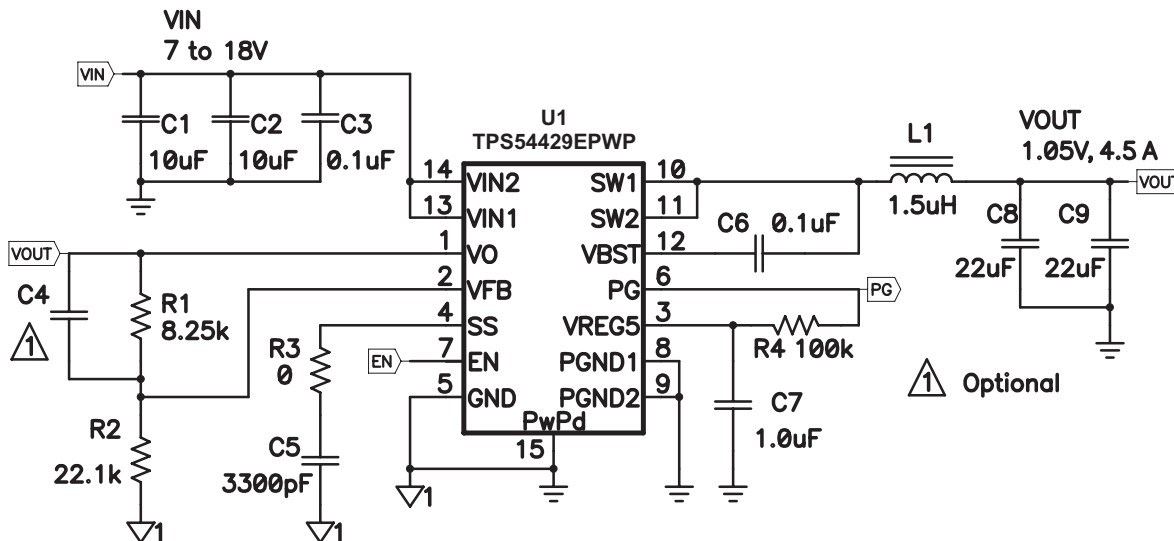 VIN
7 to 18V
VIN
C1
10uF
C2
10uF
C3
0.1uF
U1
TPS54429EPWP
14 VIN2
13 VIN1
1 VO
2 VFB
4 SS
7 EN
5 GND
SW1 10
SW2 11
VBST 12
PG 6
VREG5 3
PGND1 8
PGND2 9
PwPd
15
L1
1.5uH
VOUT
1.05V, 4.5 A
VOUT
C6 0.1uF
C8
22uF
C9
22uF
VOUT
C4
1
R1
8.25k
R2
22.1k
1
R3
0
C5
3300pF
1
EN
1
PG
R4 100k
C7
1.0uF
1 Optional